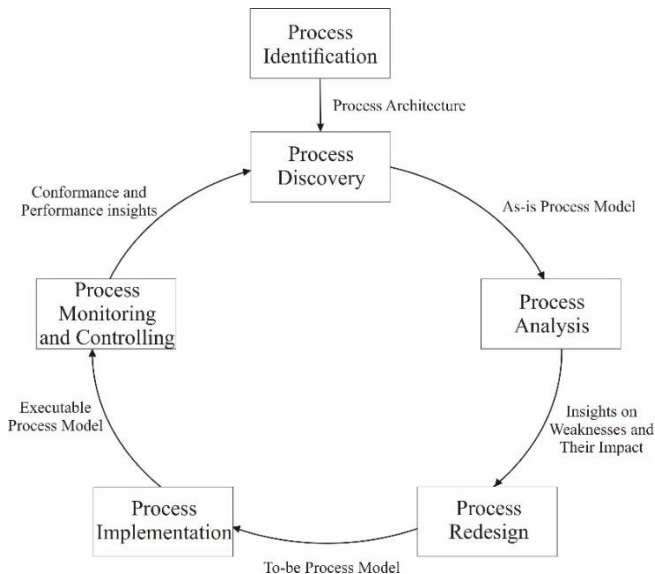 Process
Identification
Process Architecture
Process
Discovery
As-is Process Model
Process
Analysis
Insights on
Weaknesses and
Their Impact
Process
Redesign
To-be Process Model
Process
Implementation
Executable
Process Model
Process
Monitoring
and Controlling
Conformance and
Performance insights